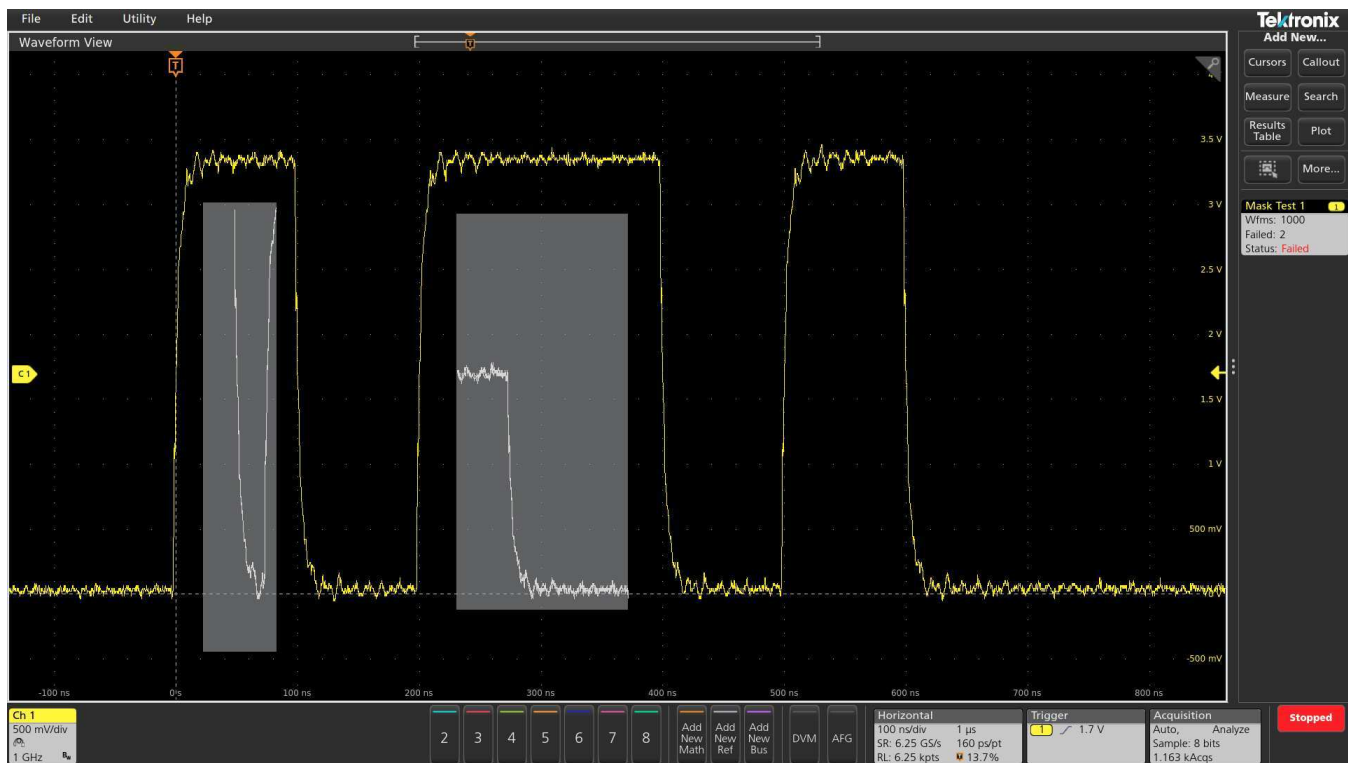 File Edit Utility Help
Tektronix
Waveform View
Add New...
T
T
Cursors Callout
Measure Search
Results Table Plot
More...
Mask Test 1 1
Wfms: 1000
Failed: 2
Status: Failed
3.5 V
3 V
2.5 V
2 V
C1
1.5 V
1 V
500 mV
-500 mV
-100 ns 0 s 100 ns 200 ns 300 ns 400 ns 500 ns 600 ns 700 ns 800 ns
Ch 1
500 mV/div
1 GHz
2 3 4 5 6 7 8
Add New Math
Add New Ref
Add New Bus
DVM AFG
Horizontal
100 ns/div 1 µs
SR: 6.25 GS/s 160 ps/pt
RL: 6.25 kpts 13.7%
Trigger
1 1.7 V
Acquisition
Auto, Analyze
Sample: 8 bits
1.163 kAcqs
Stopped